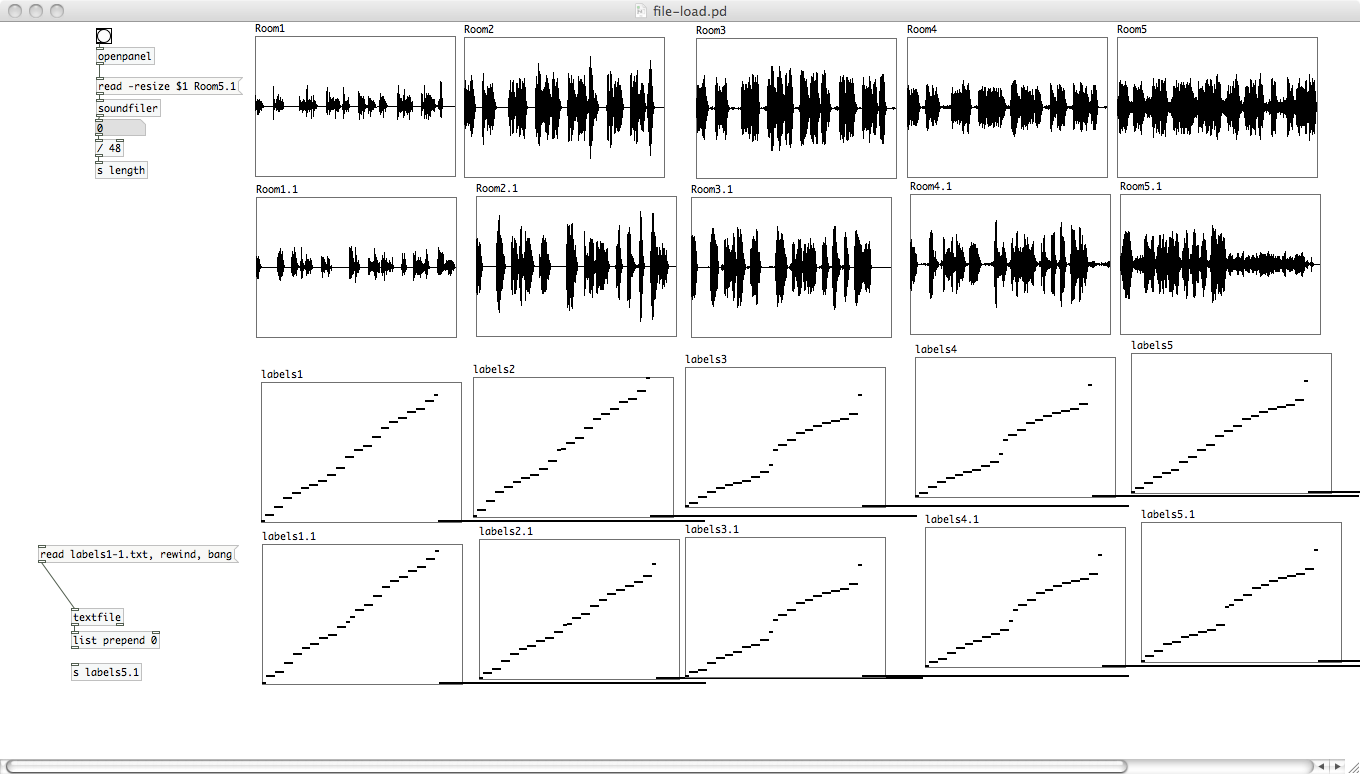 file-load.pd
openpanel
read -resize $1 Room5.1
soundfiler
0
/ 48
s length
Room1
Room2
Room3
Room4
Room5
Room1.1
Room2.1
Room3.1
Room4.1
Room5.1
labels1
labels2
labels3
labels4
labels5
labels1.1
labels2.1
labels3.1
labels4.1
labels5.1
read labels1-1.txt, rewind, bang
textfile
list prepend 0
s labels5.1